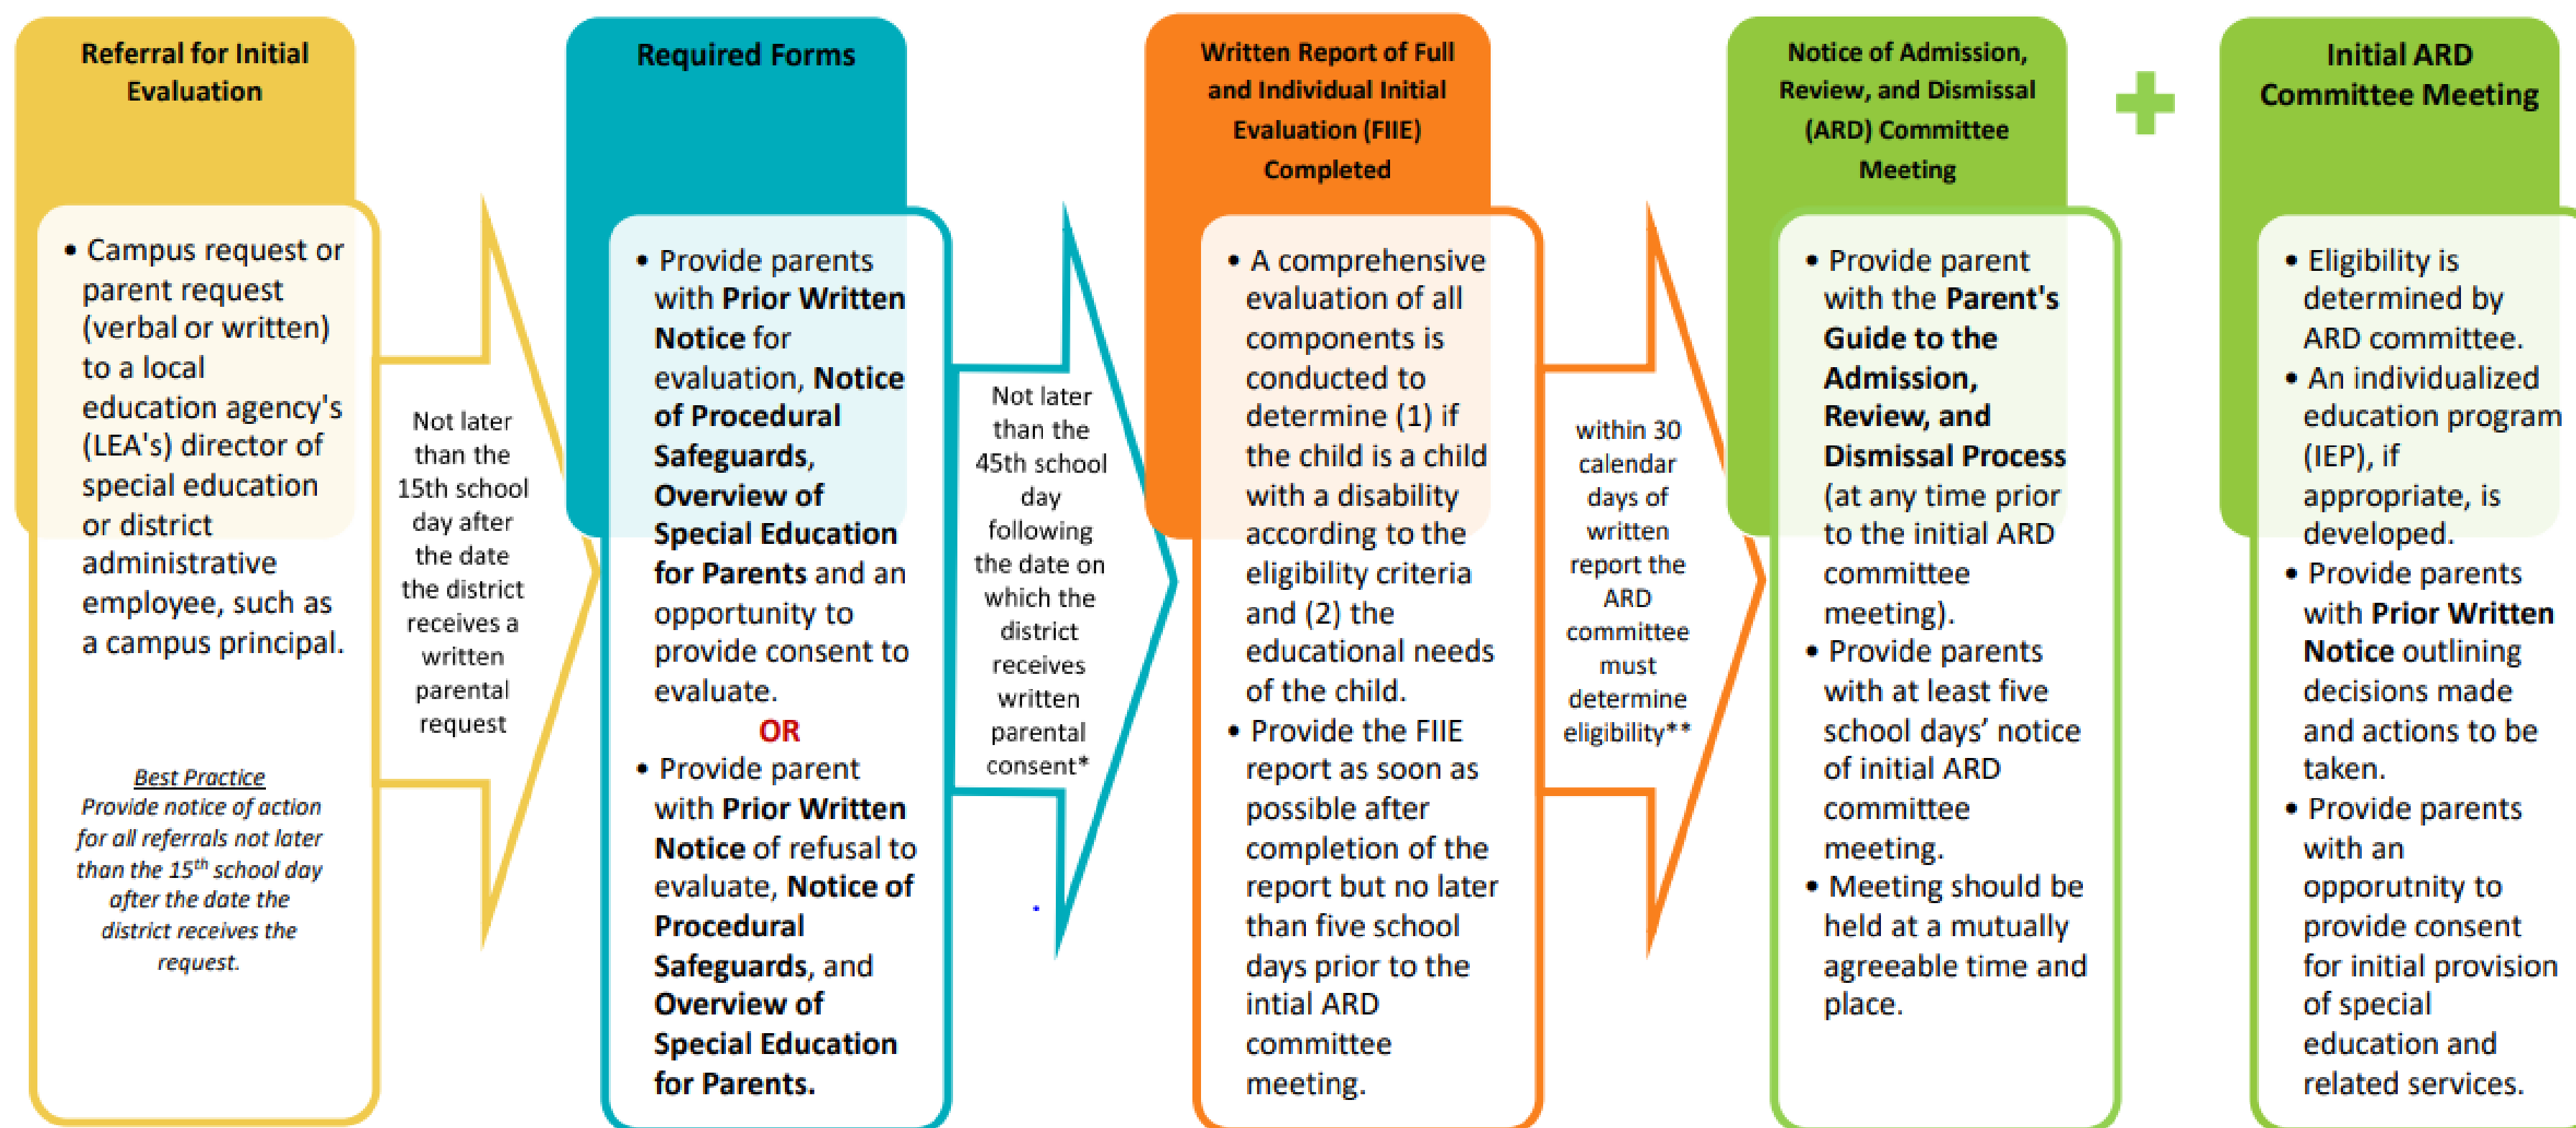 Referral for Initial
Evaluation
• Campus request or
parent request
(verbal or written)
to a local
education agency's
(LEA's) director of
special education
or district
administrative
employee, such as
a campus principal.
Best Practice
Provide notice of action
for all referrals not later
than the 15th school day
after the date the
district receives the
request.
Not later
than the
15th school
day after
the date
the district
receives a
written
parental
request
Required Forms
• Provide parents
with Prior Written
Notice for
evaluation, Notice
of Procedural
Safeguards,
Overview of
Special Education
for Parents and an
opportunity to
provide consent to
evaluate.
OR
• Provide parent
with Prior Written
Notice of refusal to
evaluate, Notice of
Procedural
Safeguards, and
Overview of
Special Education
for Parents.
Not later
than the
45th school
day
following
the date on
which the
district
receives
written
parental
consent*
Written Report of Full
and Individual Initial
Evaluation (FIIE)
Completed
• A comprehensive
evaluation of all
components is
conducted to
determine (1) if
the child is a child
with a disability
according to the
eligibility criteria
and (2) the
educational needs
of the child.
• Provide the FIIE
report as soon as
possible after
completion of the
report but no later
than five school
days prior to the
intial ARD
committee
meeting.
within 30
calendar
days of
written
report the
ARD
committee
must
determine
eligibility**
Notice of Admission,
Review, and Dismissal
(ARD) Committee
Meeting
• Provide parent
with the Parent's
Guide to the
Admission,
Review, and
Dismissal Process
(at any time prior
to the initial ARD
committee
meeting).
• Provide parents
with at least five
school days’ notice
of initial ARD
committee
meeting.
• Meeting should be
held at a mutually
agreeable time and
place.
Initial ARD
Committee Meeting
• Eligibility is
determined by
ARD committee.
• An individualized
education program
(IEP), if
appropriate, is
developed.
• Provide parents
with Prior Written
Notice outlining
decisions made
and actions to be
taken.
• Provide parents
with an
opporutnity to
provide consent
for initial provision
of special
education and
related services.